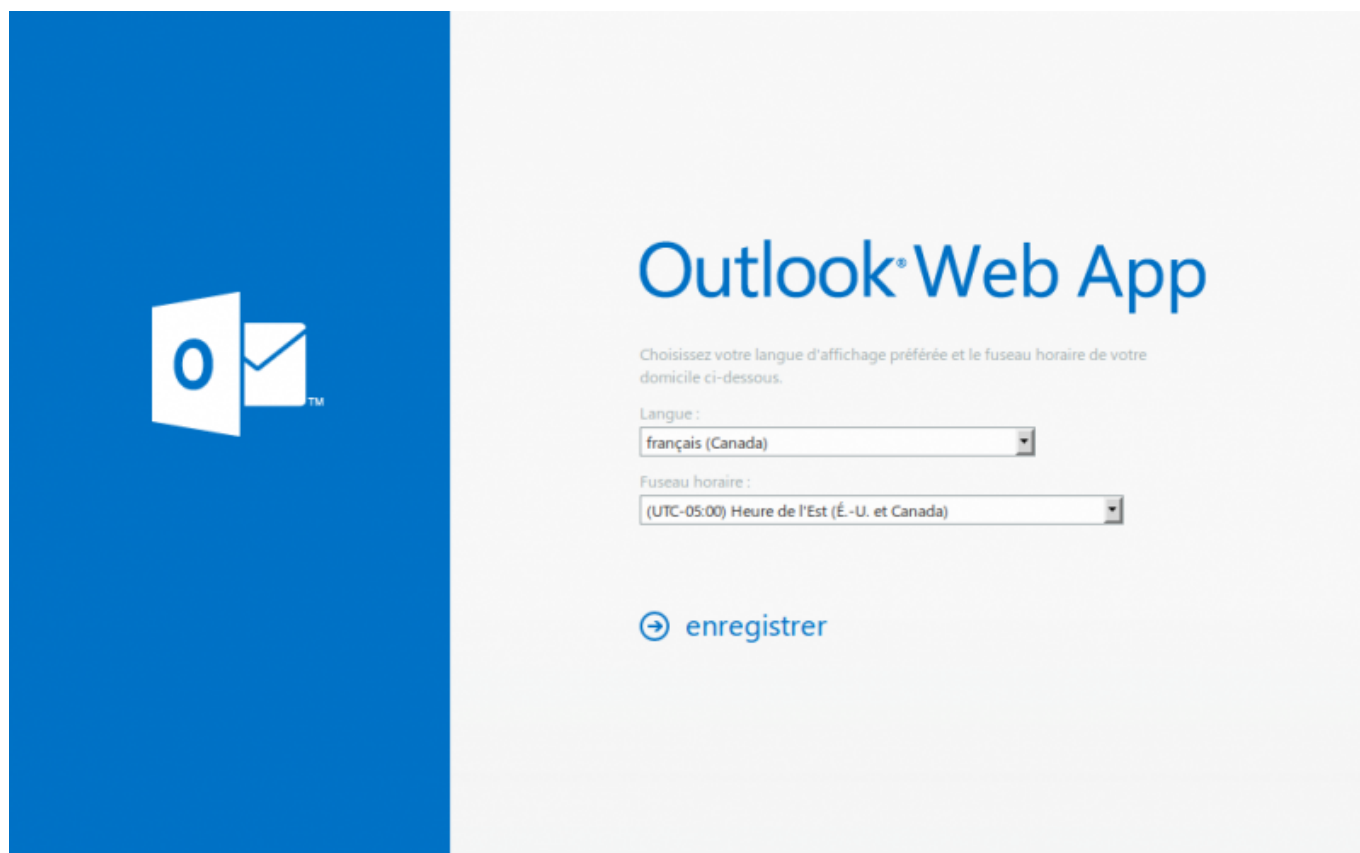 Outlook® Web App
Choisissez votre langue d'affichage préférée et le fuseau horaire de votre
domicile ci-dessous.
Langue :
français (Canada)
O
TM
Fuseau horaire :
(UTC-05:00) Heure de l'Est (É.-U. et Canada)
enregistrer